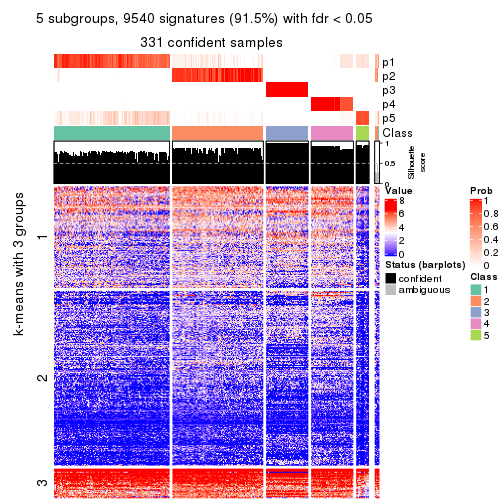 5 subgroups, 9540 signatures (91.5%) with fdr < 0.05
331 confident samples
p1
p2
p3
p4
p5
Class
1
0.5
0
Silhouette
score
k-means with 3 groups
1
2
3
Value
8
6
4
2
0
Status (barplots)
confident
ambiguous
Prob
1
0.8
0.6
0.4
0.2
0
Class
1
2
3
4
5